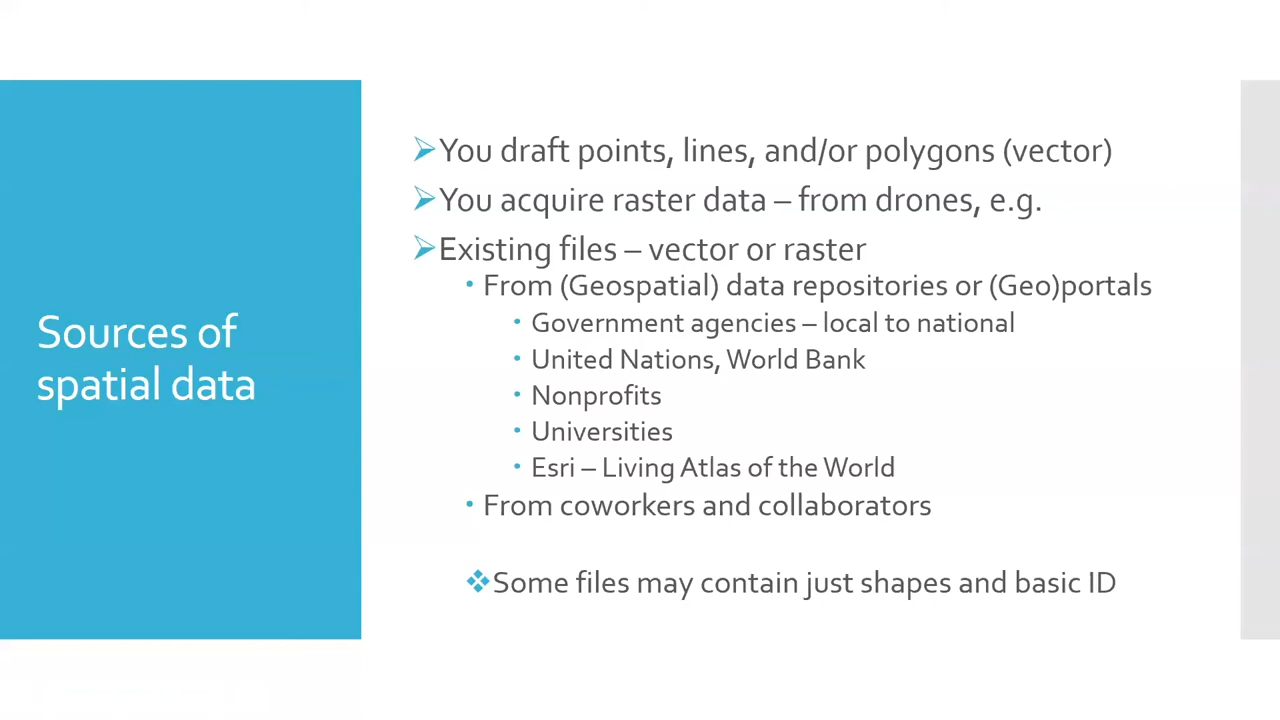 Sources of
spatial data
You draft points, lines, and/or polygons (vector)
You acquire raster data – from drones, e.g.
Existing files – vector or raster
From (Geospatial) data repositories or (Geo)portals
Government agencies – local to national
United Nations, World Bank
Nonprofits
Universities
Esri – Living Atlas of the World
From coworkers and collaborators
Some files may contain just shapes and basic ID